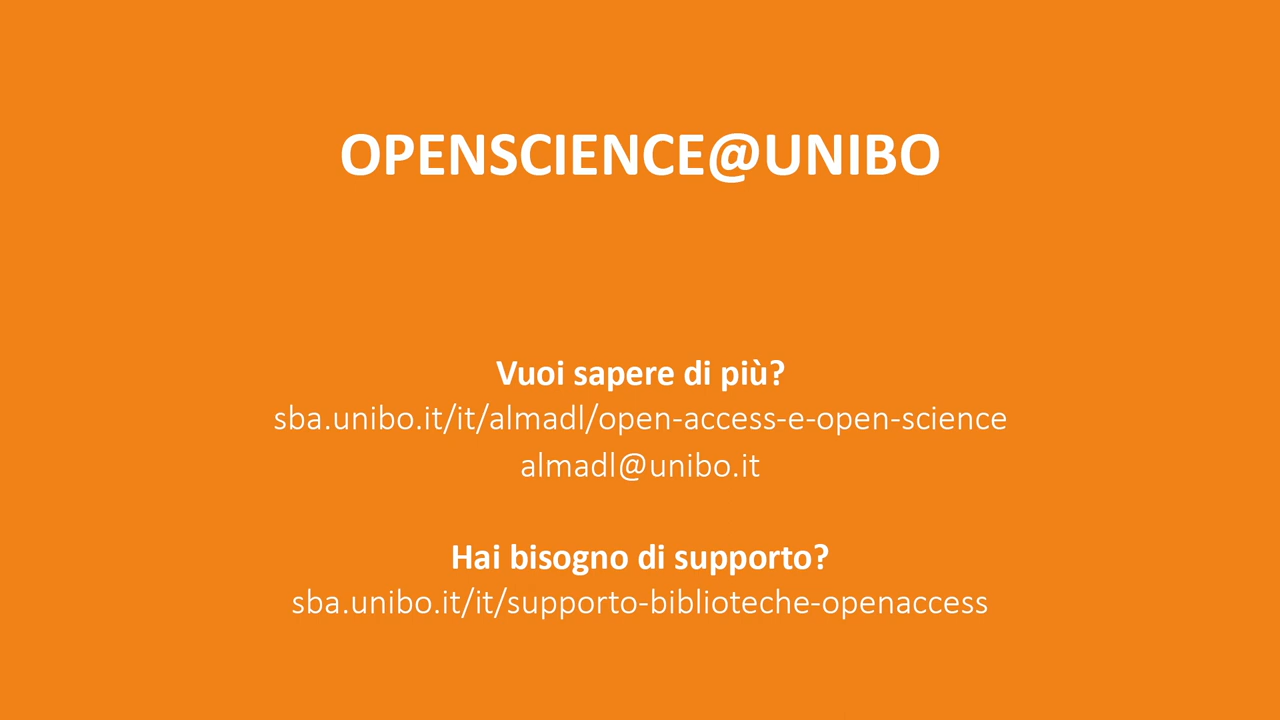 OPENSCIENCE@UNIBO
Vuoi sapere di più?
sba.unibo.it/it/almadl/open-access-e-open-science
almadl@unibo.it
Hai bisogno di supporto?
sba.unibo.it/it/supporto-biblioteche-openaccess